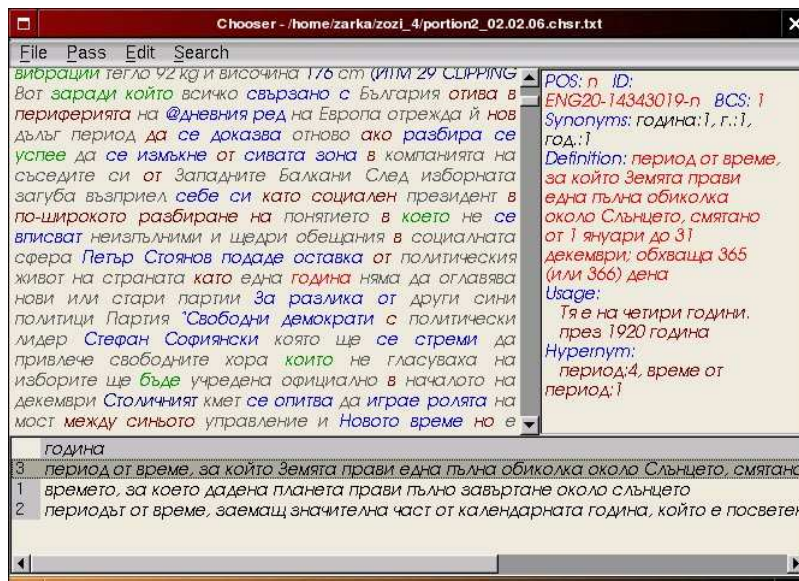 Chooser - /home/zarka/zozi_4/portion2_02.02.06.chsr.txt
File Pass Edit Search
вибрации тегло 92 kg и височина 176 cm (ИТМ 29 CLIPPING
Вот заради който всичко свързано с България отива в
периферията на @дневния ред на Европа отрежда й нов
дълъг период да се доказва отново ако разбира се
успее да се измъкне от сивата зона в компанията на
съседите си от Западните Балкани След изборната
загуба възприел себе си като социален президент в
по-широкото разбиране на понятието в което не се
вписват неизпълними и щедри обещания в социалната
сфера Петър Стоянов подаде оставка от политическия
живот на страната като една година няма да оглавява
нови или стари партии За разлика от други сини
политици Партия "Свободни демократи с политически
лидер Стефан Софиянски която ще се стреми да
привлече свободните хора които не гласуваха на
изборите ще бъде учредена официално в началото на
декември Столичният кмет се опитва да играе ролята на
мост между синьото управление и Новото време но е
POS: n ID:
ENG20-14343019-n BCS: 1
Synonyms: година:1, г.:1,
год.:1
Definition: период от време,
за който Земята прави
една пълна обиколка
около Слънцето, смятано
от 1 януари до 31
декември; обхваща 365
(или 366) дена
Usage:
Тя е на четири години.
през 1920 година
Hypernym:
период:4, време от
период:1
година
3 период от време, за който Земята прави една пълна обиколка около Слънцето, смятано
1 времето, за което дадена планета прави пълно завъртане около слънцето
2 периодът от време, заемащ значителна част от календарната година, който е посветен